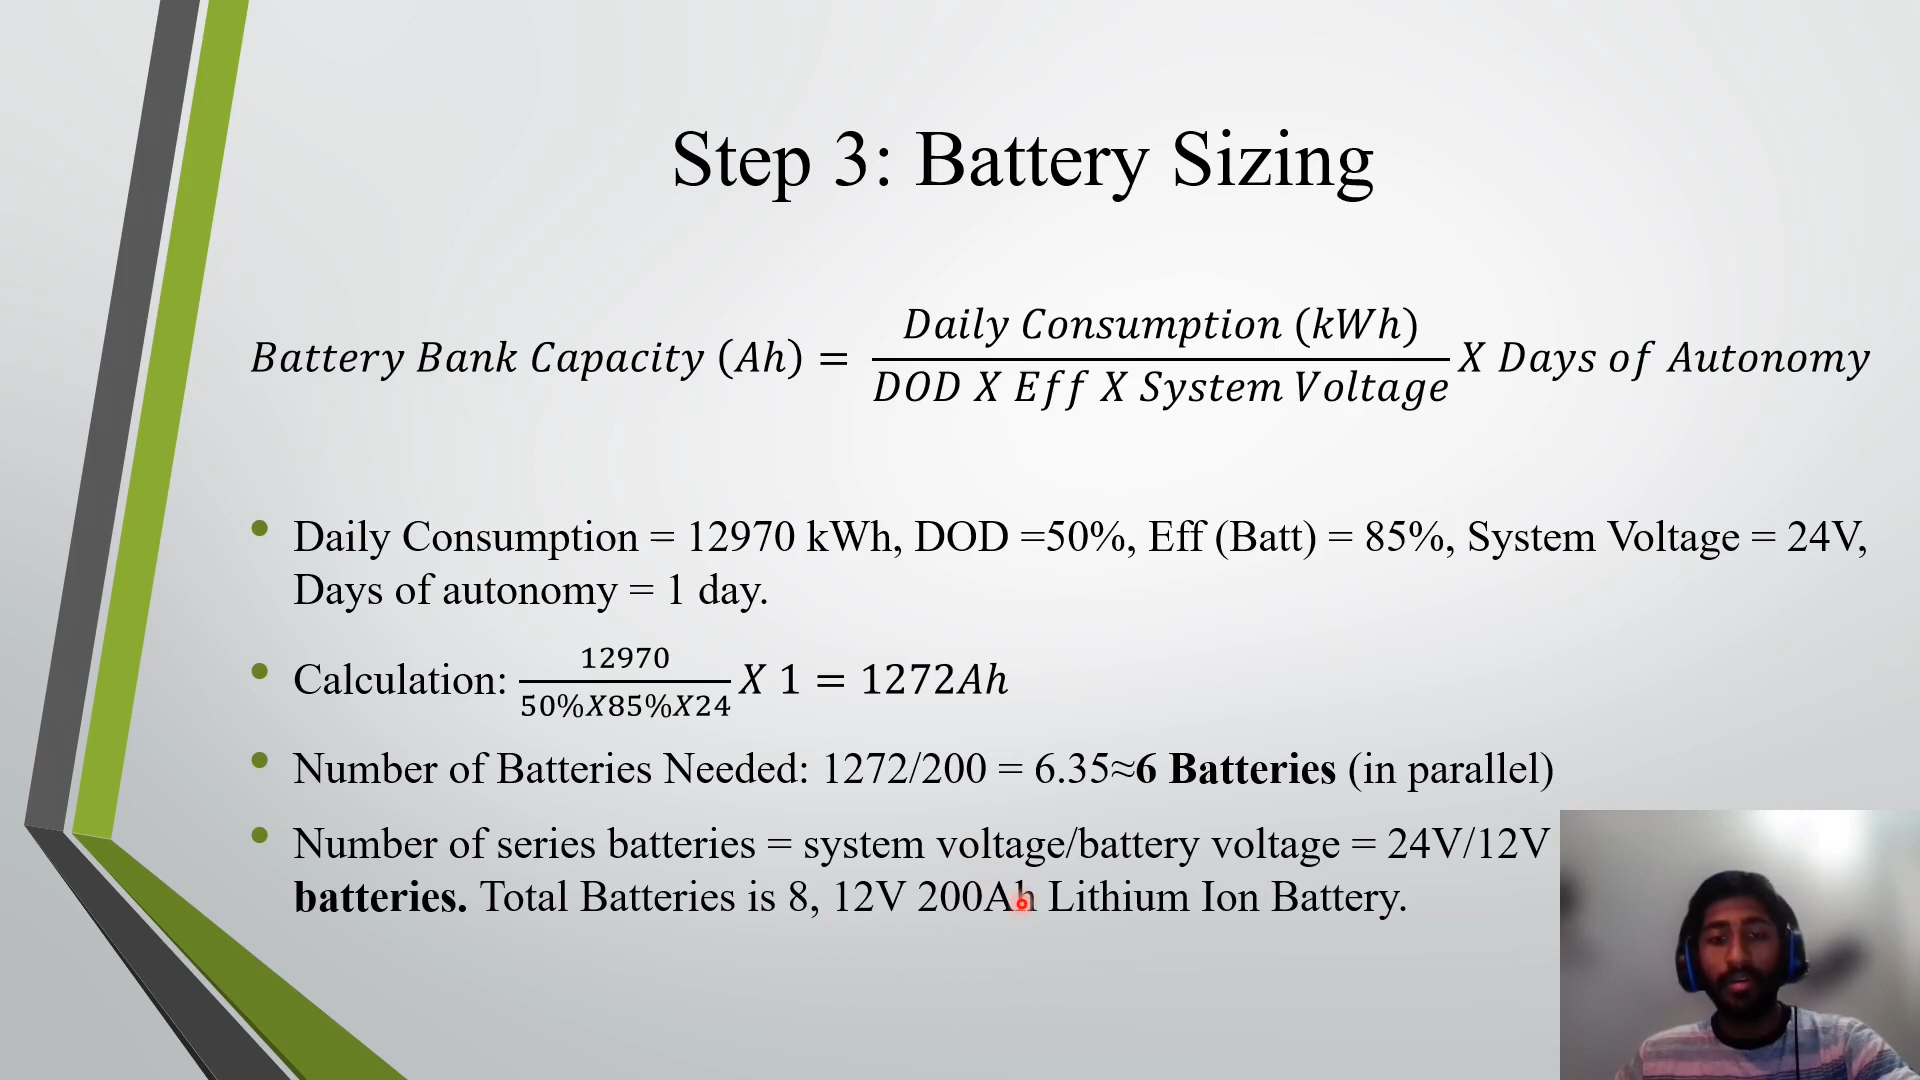 Step 3: Battery Sizing
Battery Bank Capacity (Ah) = Daily Consumption (kWh) / DOD X Eff X System Voltage X Days of Autonomy
• Daily Consumption = 12970 kWh, DOD =50%, Eff (Batt) = 85%, System Voltage = 24V,
Days of autonomy = 1 day.
• Calculation: 12970 / 50%X85%X24 X 1 = 1272Ah
• Number of Batteries Needed: 1272/200 = 6.35≈6 Batteries (in parallel)
• Number of series batteries = system voltage/battery voltage = 24V/12V
batteries. Total Batteries is 8, 12V 200Ah Lithium Ion Battery.